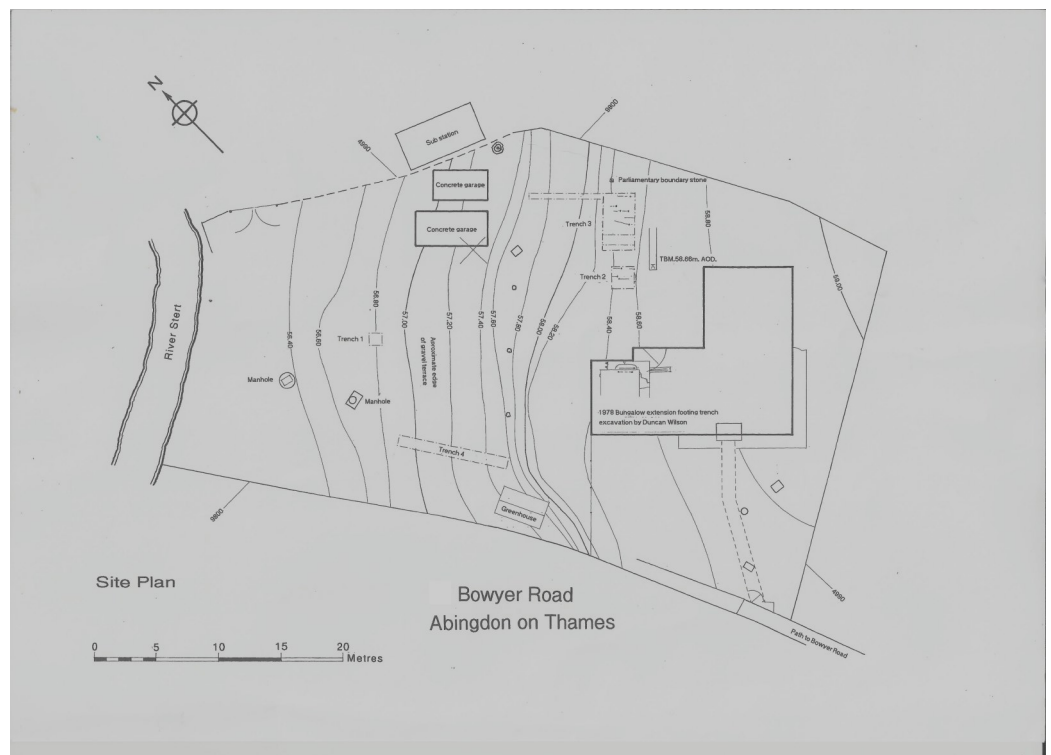 N
Sub station
4990
9800
Concrete garage
Concrete garage
Parliamentary boundary stone
Trench 3
58.80
TBM.58.66m. AOD.
Trench 2
59.00
River Stert
56.40
56.60
56.80
57.00
57.20
57.40
57.60
57.80
58.00
58.20
58.40
58.60
Trench 1
Aproximate edge
of gravel terrace
Manhole
Manhole
1978 Bungalow extension footing trench
excavation by Duncan Wilson
Trench 4
Greenhouse
9800
4990
Site Plan
Bowyer Road
Abingdon on Thames
Path to Bowyer Road
0 5 10 15 20
Metres